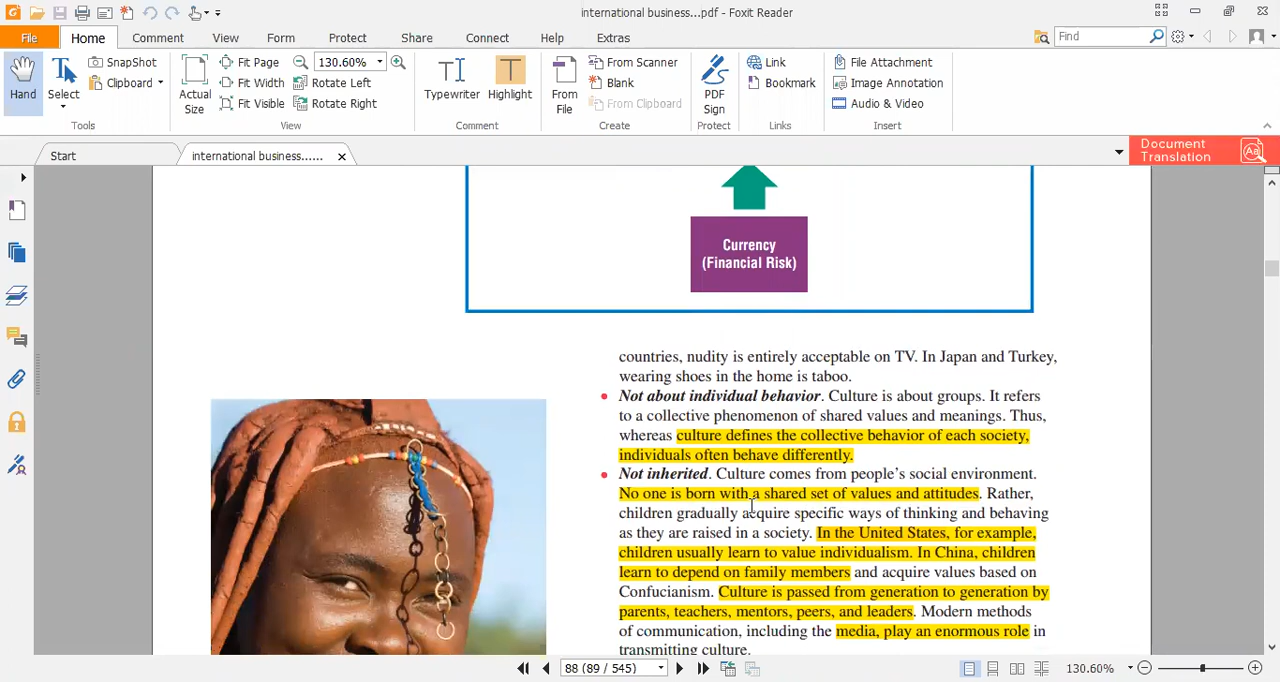 international business...pdf - Foxit Reader
File
Home
Comment
View
Form
Protect
Share
Connect
Help
Extras
Find
Hand
Select
SnapShot
Clipboard
Tools
Actual
Size
Fit Page
Fit Width
Fit Visible
130.60%
Rotate Left
Rotate Right
View
Typewriter
Highlight
Comment
From
File
From Scanner
Blank
From Clipboard
Create
PDF
Sign
Protect
Link
Bookmark
Links
File Attachment
Image Annotation
Audio & Video
Insert
Start
international business......
Document
Translation
Currency
(Financial Risk)
countries, nudity is entirely acceptable on TV. In Japan and Turkey,
wearing shoes in the home is taboo.
• Not about individual behavior. Culture is about groups. It refers
to a collective phenomenon of shared values and meanings. Thus,
whereas culture defines the collective behavior of each society,
individuals often behave differently.
• Not inherited. Culture comes from people's social environment.
No one is born with a shared set of values and attitudes. Rather,
children gradually acquire specific ways of thinking and behaving
as they are raised in a society. In the United States, for example,
children usually learn to value individualism. In China, children
learn to depend on family members and acquire values based on
Confucianism. Culture is passed from generation to generation by
parents, teachers, mentors, peers, and leaders. Modern methods
of communication, including the media, play an enormous role in
transmitting culture.
88 (89 / 545)
130.60%